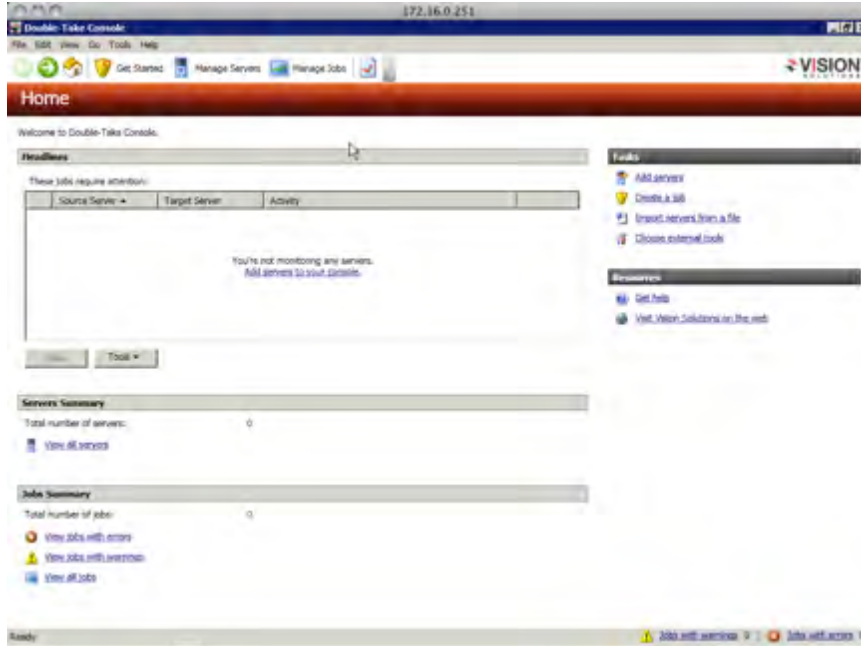 172.16.0.251
Double-Take Console
File Edit View Go Tools Help
Get Started Manage Servers Manage Jobs
VISION
SOLUTIONS
Home
Welcome to Double-Take Console.
Headlines
These jobs require attention:
Source Server Target Server Activity
You're not monitoring any servers.
Add servers to your console.
Tools
Servers Summary
Total number of servers: 0
View all servers
Jobs Summary
Total number of jobs: 0
View jobs with errors
View jobs with warnings
View all jobs
Tasks
Add servers
Create a job
Import servers from a file
Choose external tools
Resources
Get help
Visit Vision Solutions on the web
Ready
Jobs with warnings 0 Jobs with errors